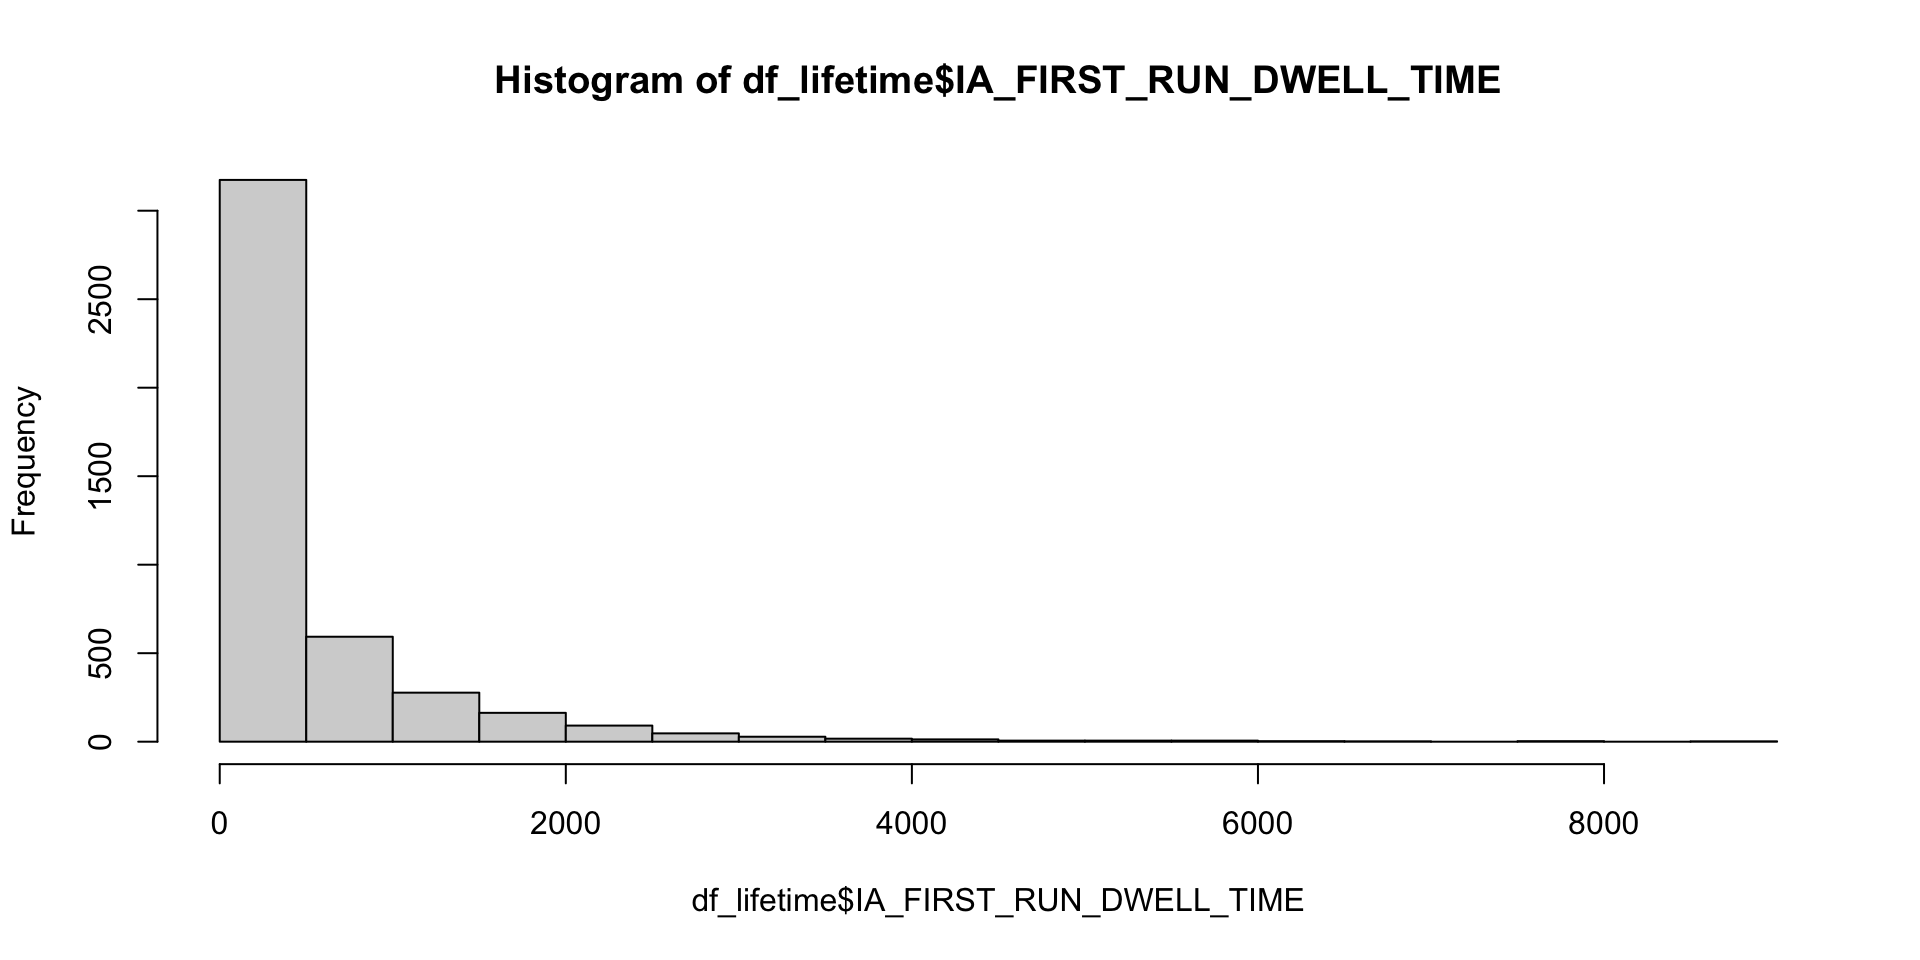 Histogram of df_lifetime$IA_FIRST_RUN_DWELL_TIME
Frequency
2500
1500
500
0
0 2000 4000 6000 8000
df_lifetime$IA_FIRST_RUN_DWELL_TIME